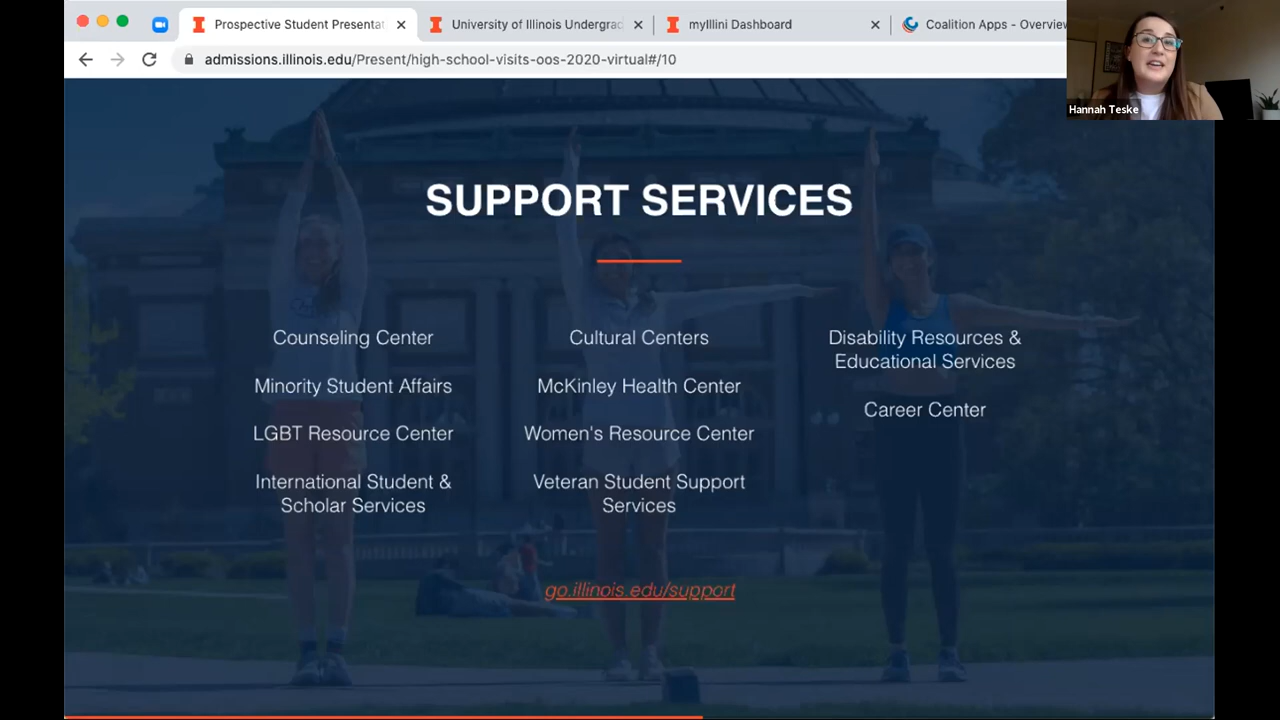 Prospective Student Presentat
University of Illinois Undergrad
myIllini Dashboard
Coalition Apps - Overview
admissions.illinois.edu/Present/high-school-visits-oos-2020-virtual#/10
Hannah Teske
SUPPORT SERVICES
Counseling Center
Minority Student Affairs
LGBT Resource Center
International Student &
Scholar Services
Cultural Centers
McKinley Health Center
Women's Resource Center
Veteran Student Support
Services
Disability Resources &
Educational Services
Career Center
go.illinois.edu/support